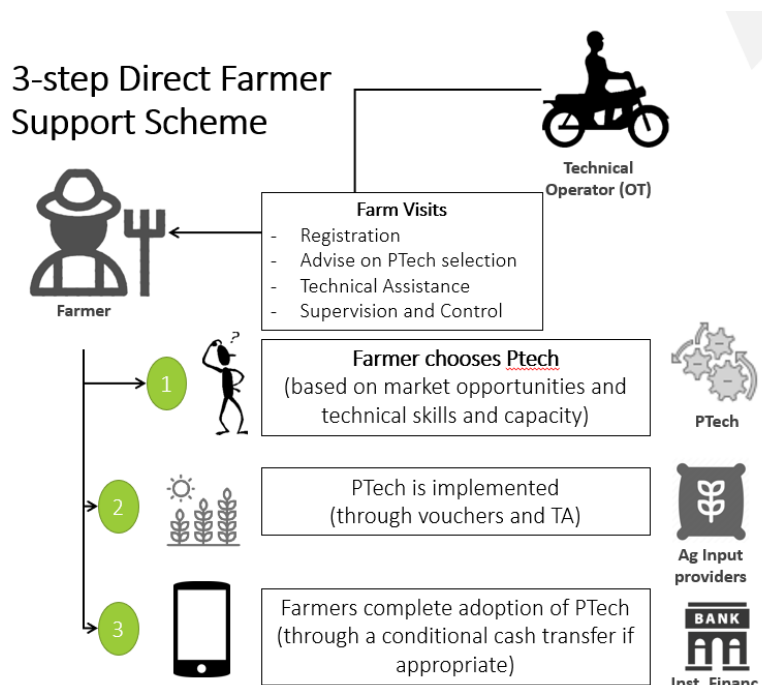 3-step Direct Farmer
Support Scheme
Technical
Operator (OT)
Farm Visits
- Registration
- Advise on PTech selection
- Technical Assistance
- Supervision and Control
Farmer
1
?
Farmer chooses Ptech
(based on market opportunities and
technical skills and capacity)
PTech
2
PTech is implemented
(through vouchers and TA)
Ag Input
providers
3
Farmers complete adoption of PTech
(through a conditional cash transfer if
appropriate)
BANK
Inst. Financ